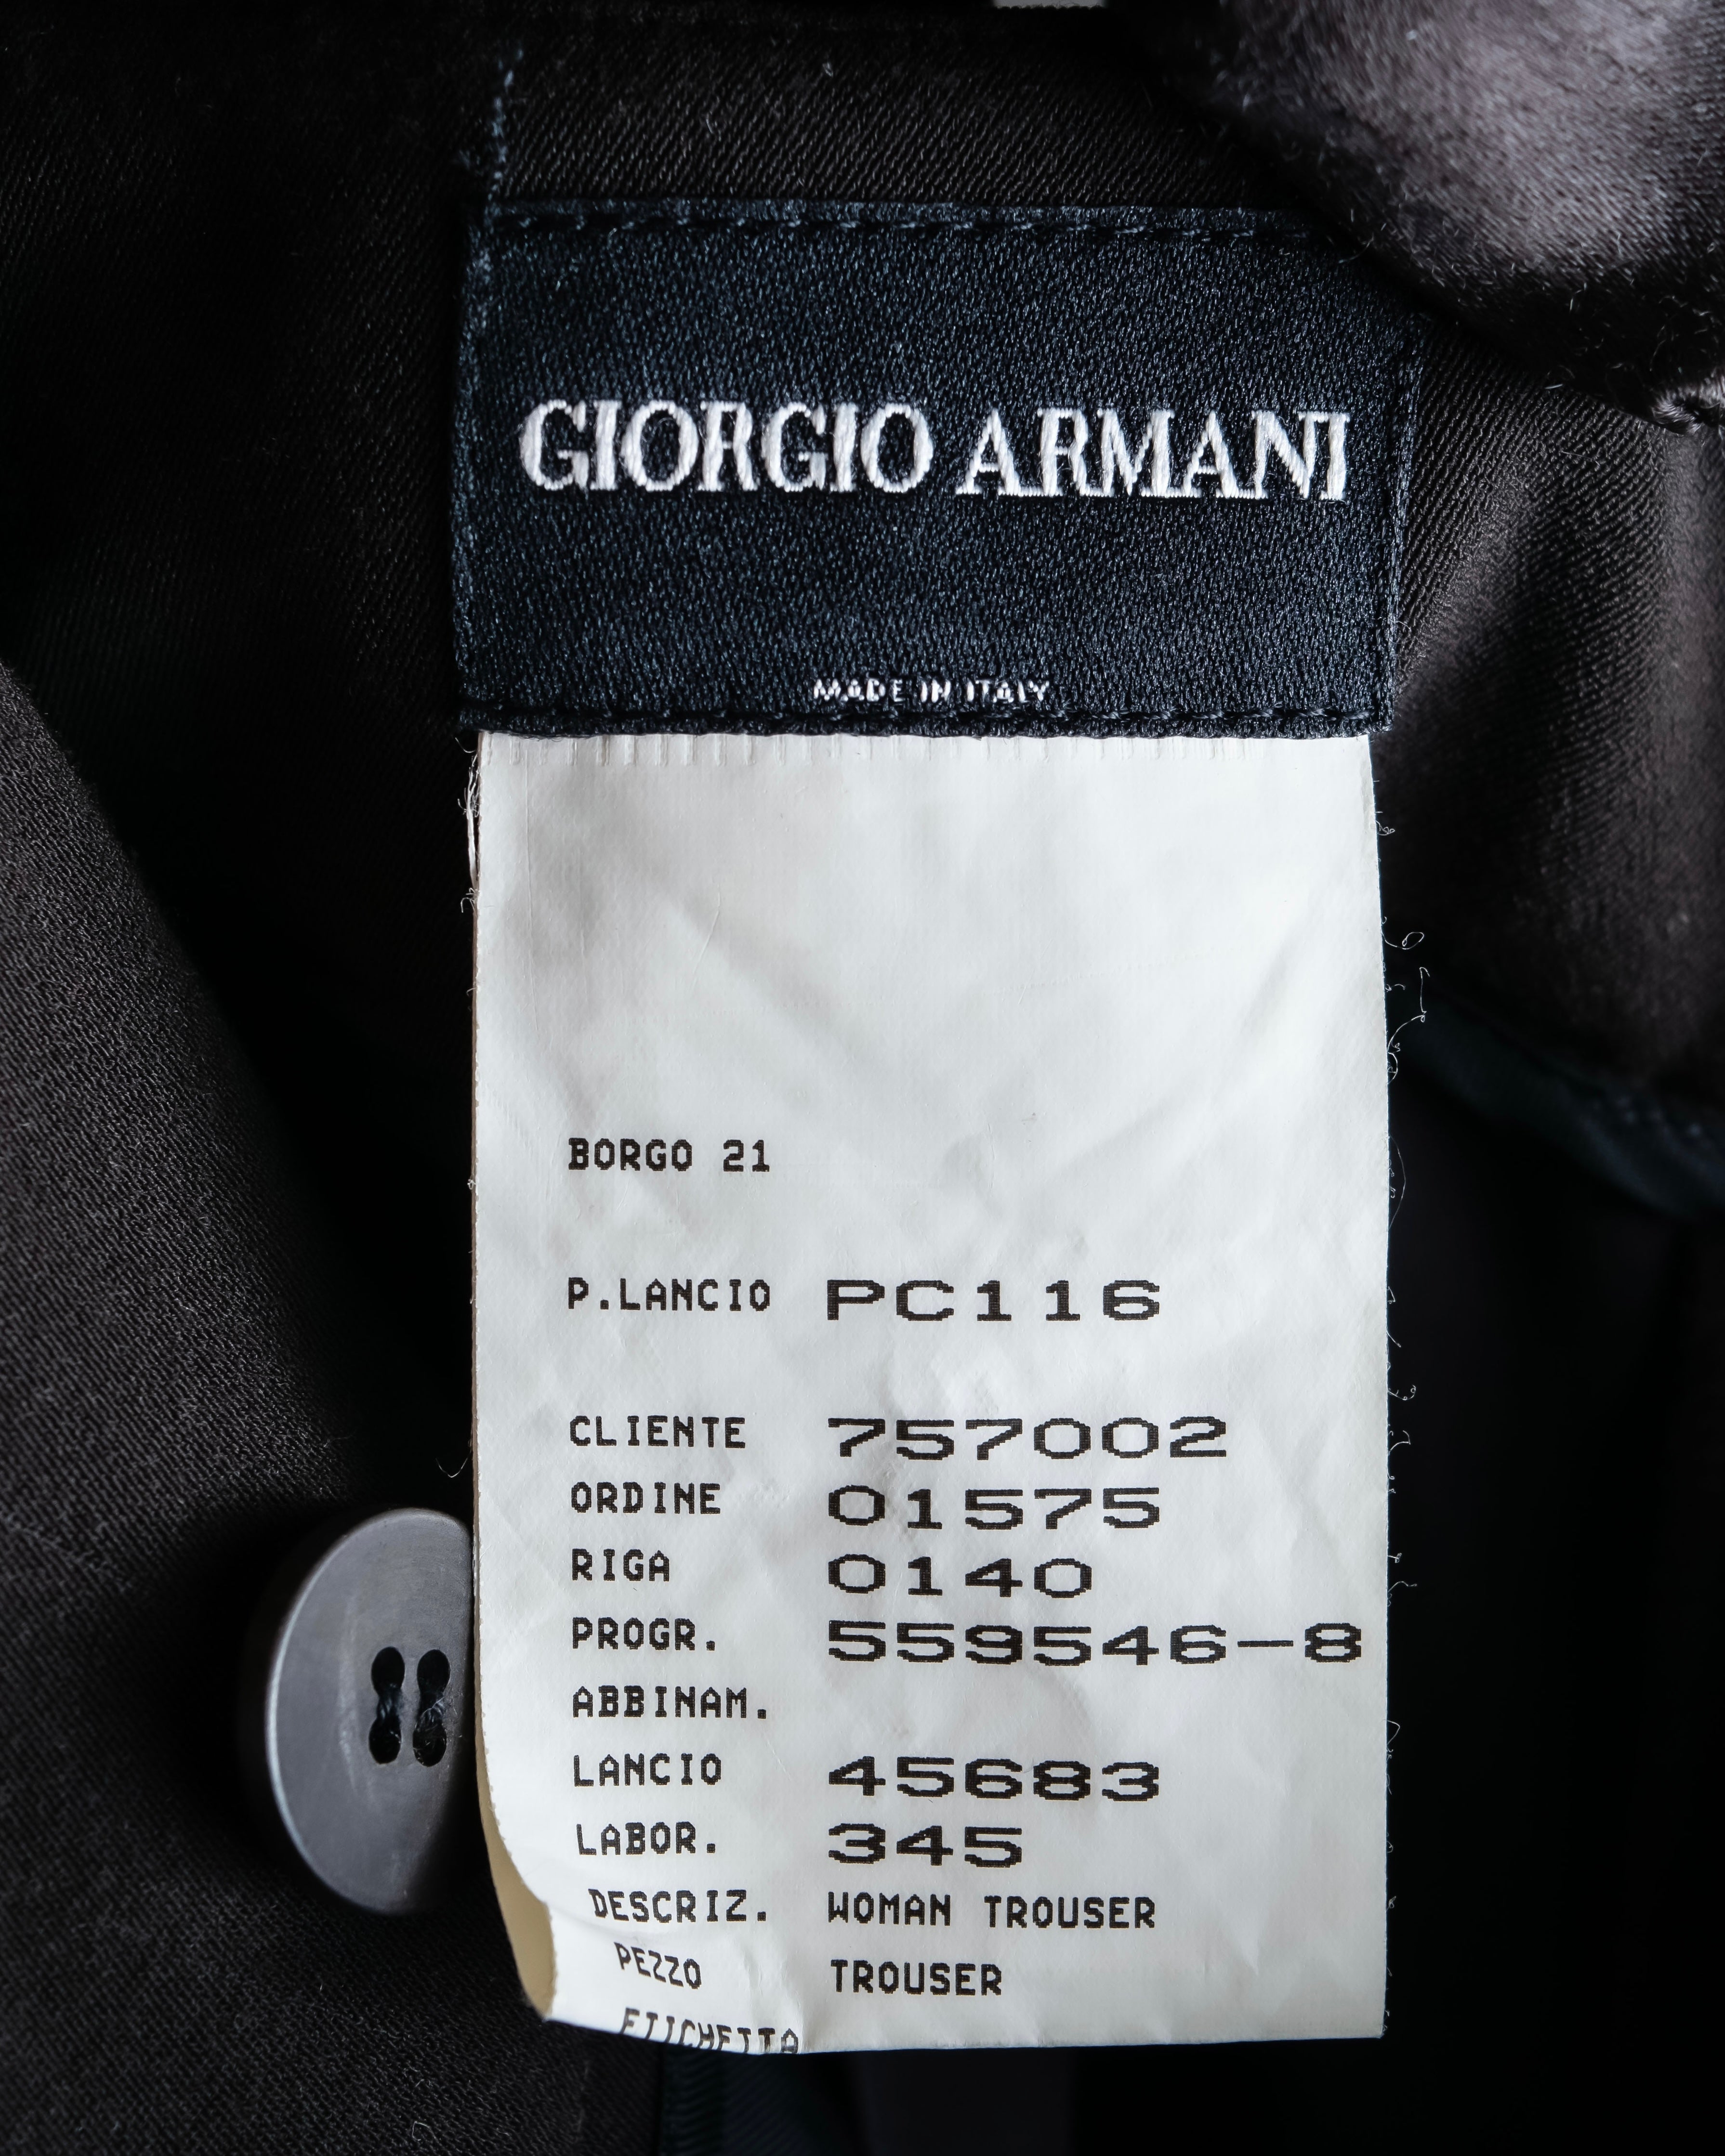 GIORGIO ARMANI
MADE IN ITALY
BORGO 21
P.LANCIO PC116
CLIENTE 757002
ORDINE 01575
RIGA 0140
PROGR. 559546-8
ABBINAM.
LANCIO 45683
LABOR. 345
DESCRIZ. WOMAN TROUSER
PEZZO TROUSER
ETICHETTA